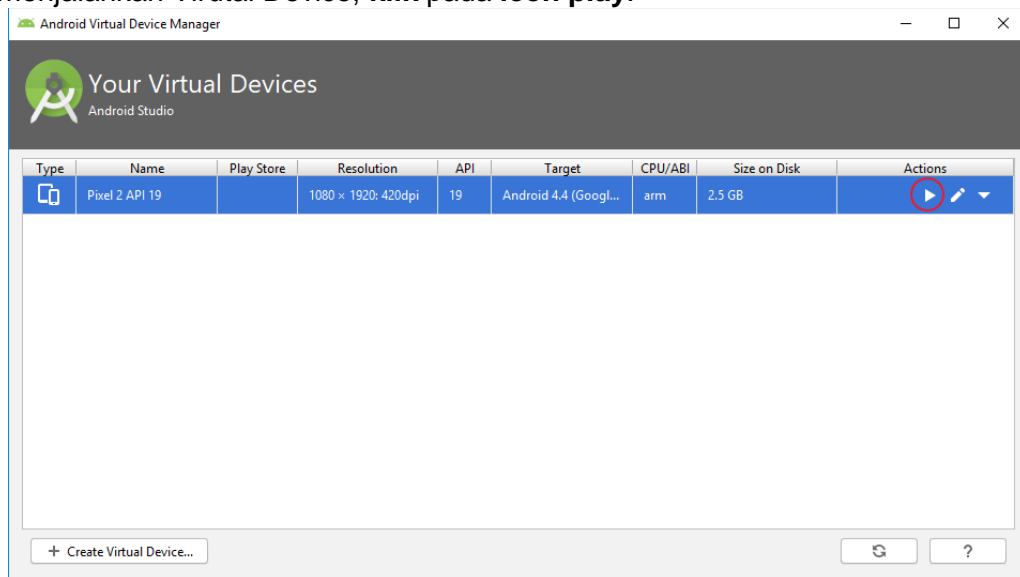 Android Virtual Device Manager
Your Virtual Devices
Android Studio
Type Name Play Store Resolution API Target CPU/ABI Size on Disk Actions
Pixel 2 API 19 1080 × 1920: 420dpi 19 Android 4.4 (Googl... arm 2.5 GB
+ Create Virtual Device... ?